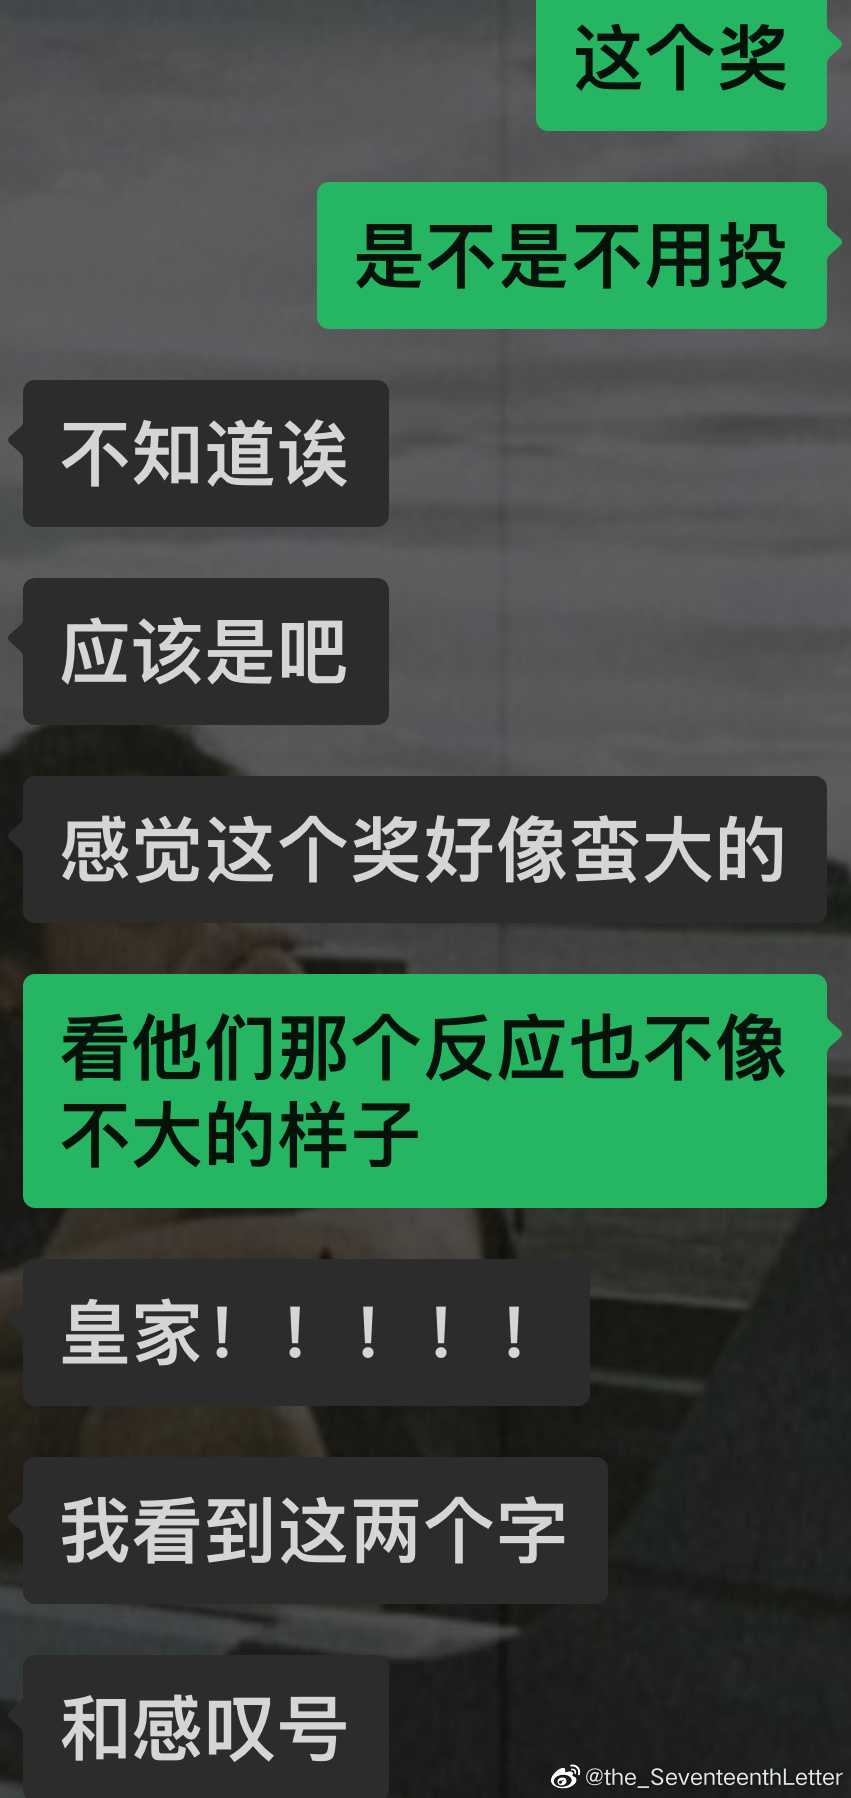 这个奖
是不是不用投
不知道诶
应该是吧
感觉这个奖好像蛮大的
看他们那个反应也不像
不大的样子
皇家！！！！！
我看到这两个字
和感叹号
@the_SeventeenthLetter